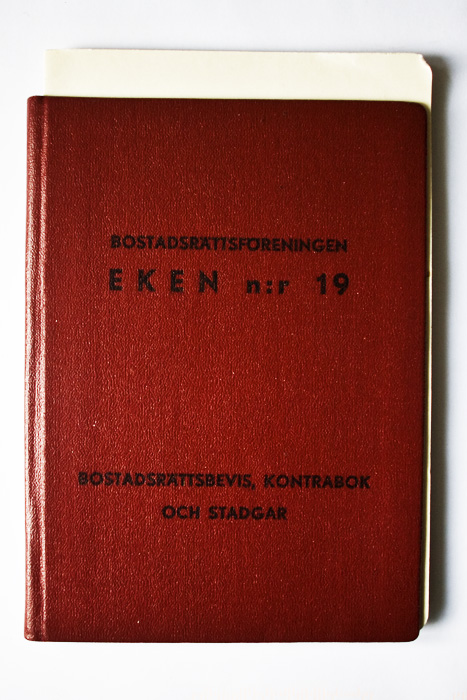 BOSTADSRÄTTSFÖRENINGEN
EKEN n:r 19
BOSTADSRÄTTSBEVIS, KONTRABOK
OCH STADGAR